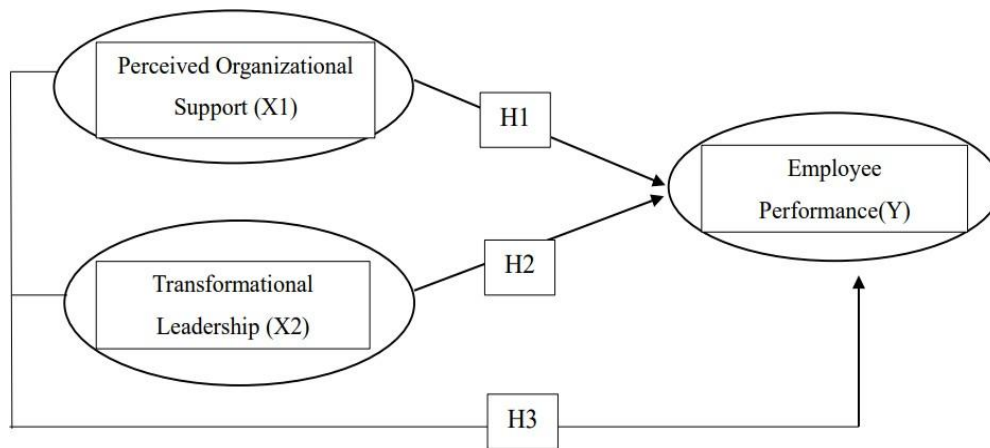 Perceived Organizational
Support (X1)
H1
Employee
Performance(Y)
H2
Transformational
Leadership (X2)
H3